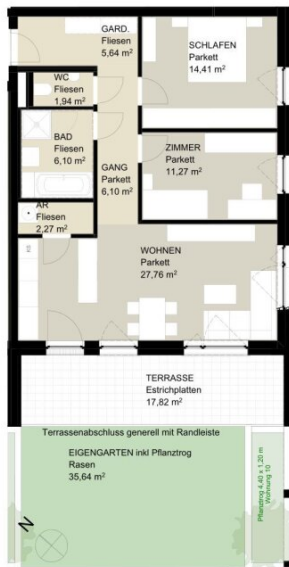 GARD.
Fliesen
5,64 m²
SCHLAFEN
Parkett
14,41 m²
WC
Fliesen
1,94 m²
BAD
Fliesen
6,10 m²
ZIMMER
Parkett
11,27 m²
GANG
Parkett
6,10 m²
AR
Fliesen
2,27 m²
WOHNEN
Parkett
27,76 m²
TERRASSE
Estrichplatten
17,82 m²
Terrassenabschluss generell mit Randleiste
EIGENGARTEN inkl Pflanztrog
Rasen
35,64 m²
Pflanztrog 4,40 x 1,20 m
Wohnung 10
N